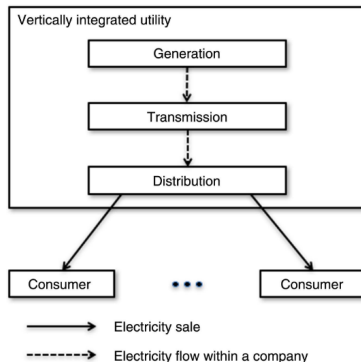 Vertically integrated utility
Generation
Transmission
Distribution
Consumer
Consumer
Electricity sale
Electricity flow within a company